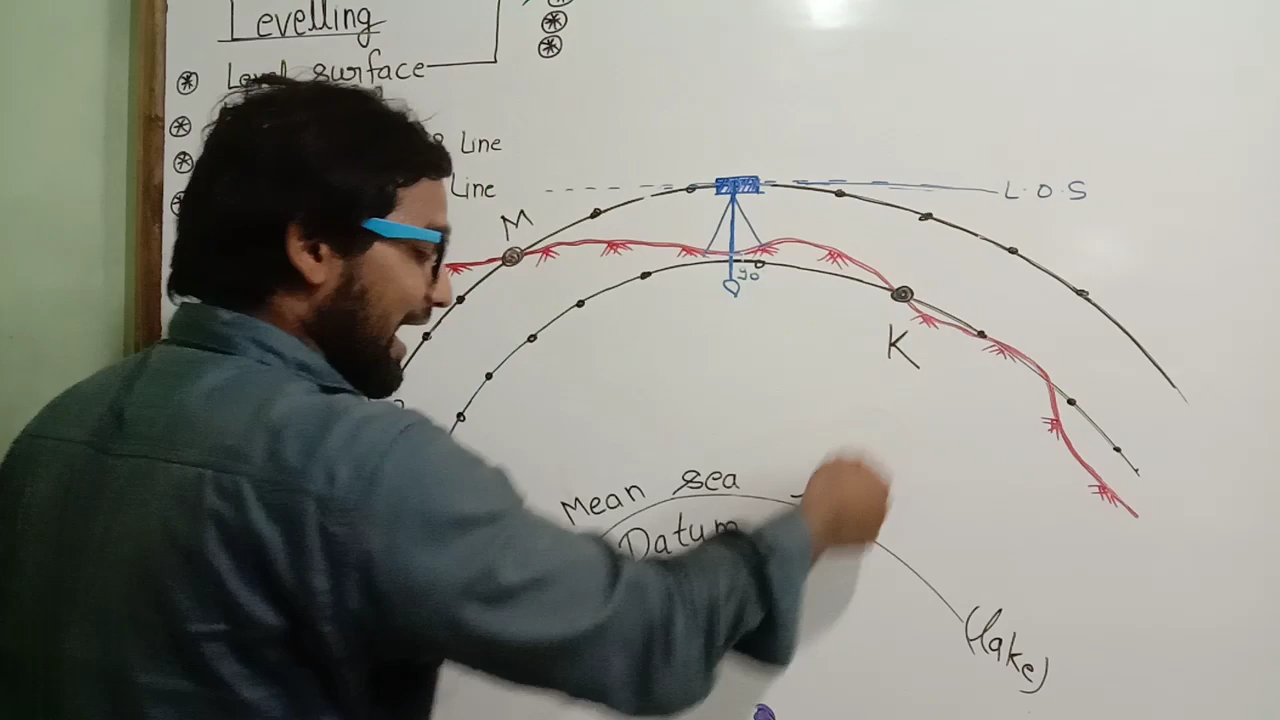 Levelling
Level surface
Line
Line
L.O.S
M
90
K
Mean sea
Datum
(lake)